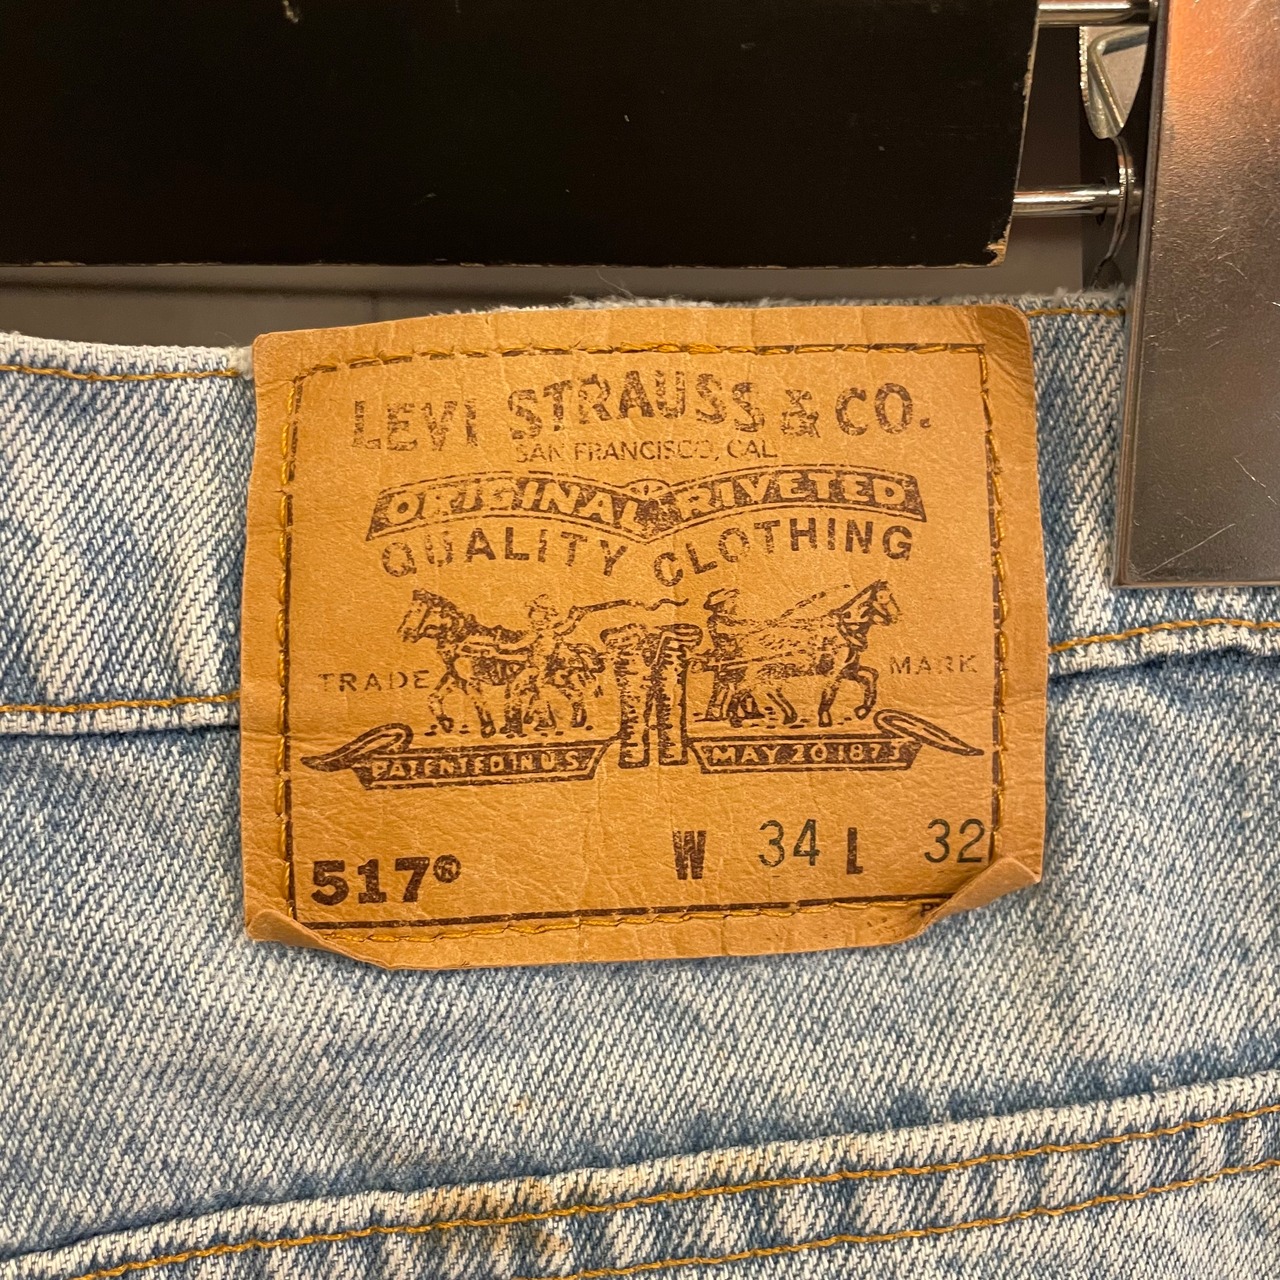 LEVI STRAUSS & CO.
SAN FRANCISCO, CAL.
ORIGINAL RIVETED
QUALITY CLOTHING
TRADE MARK
PATENTED IN U.S. MAY 20 1873
517® W 34 L 32